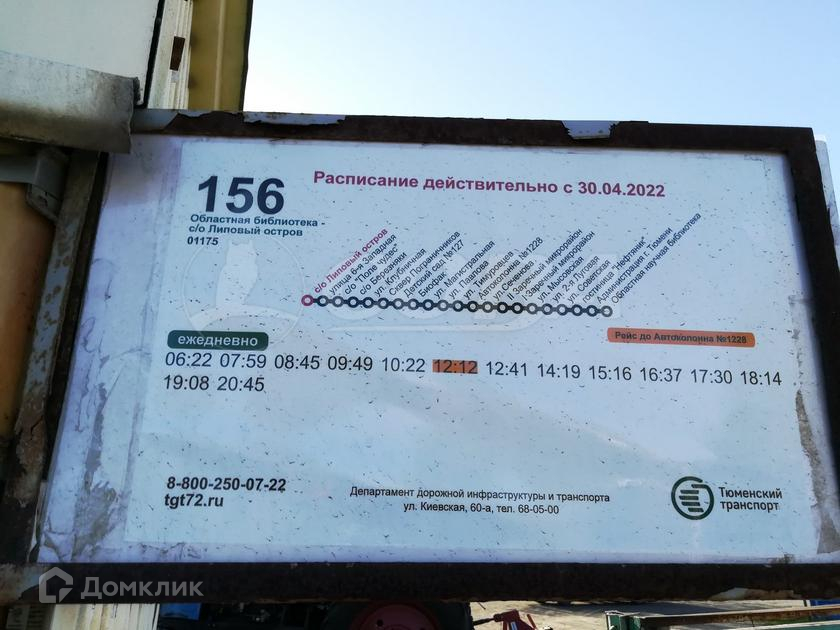 156
Областная библиотека -
с/о Липовый остров
01175
Расписание действительно с 30.04.2022
с/о Липовый остров
улица 6-я Западная
с/о "Поле чудес"
с/о Березняки
ул. Клубничная
Сквер Пограничников
Детский сад №127
Биофак
ул. Магистральная
ул. Павлова
ул. Тимуровцев
Автоколонна №1228
ул. Сеченова
II Заречный микрорайон
I Заречный микрорайон
ул. Мысовская
ул. 2-я Луговая
ул. Советская
гостиница "Нефтяник"
Администрация г. Тюмени
Областная научная библиотека
ежедневно
Рейс до Автоколонна №1228
06:22 07:59 08:45 09:49 10:22 12:12 12:41 14:19 15:16 16:37 17:30 18:14
19:08 20:45
8-800-250-07-22
tgt72.ru
Департамент дорожной инфраструктуры и транспорта
ул. Киевская, 60-а, тел. 68-05-00
Тюменский
транспорт
Домклик